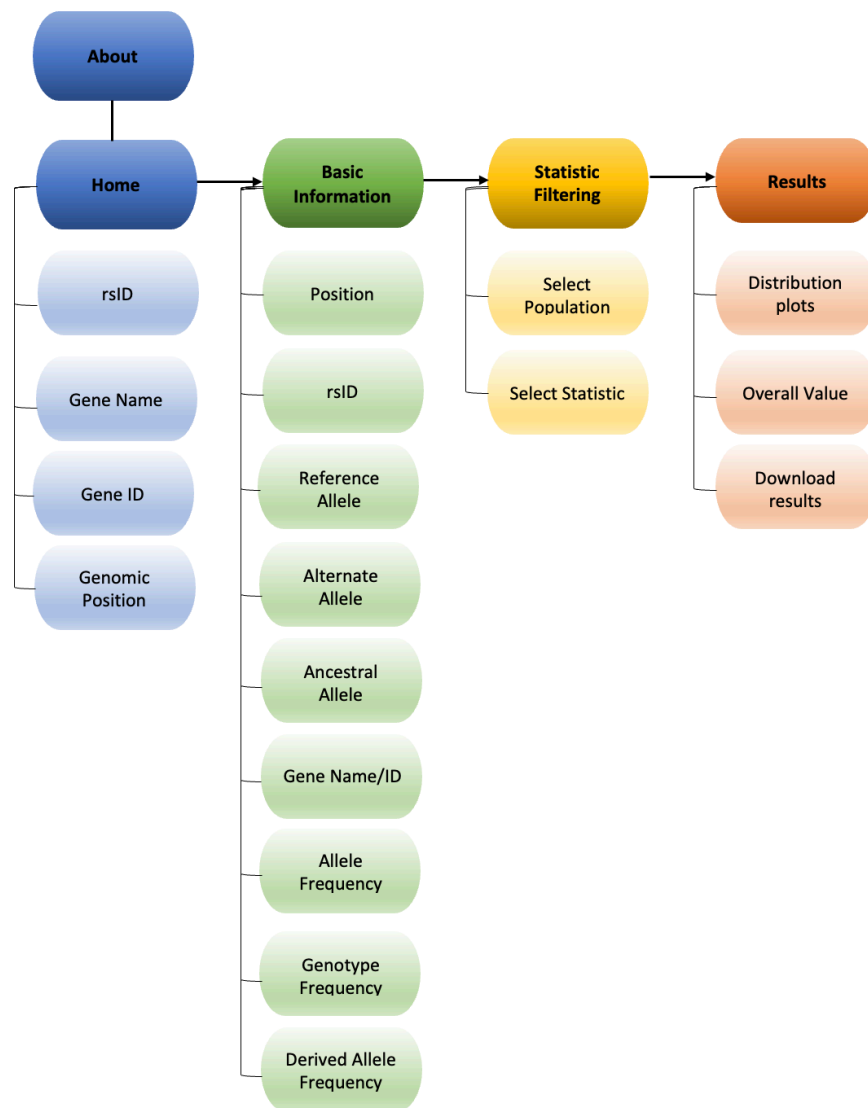 About
Home
rsID
Gene Name
Gene ID
Genomic
Position
Basic
Information
Position
rsID
Reference
Allele
Alternate
Allele
Ancestral
Allele
Gene Name/ID
Allele
Frequency
Genotype
Frequency
Derived Allele
Frequency
Statistic
Filtering
Select
Population
Select Statistic
Results
Distribution
plots
Overall Value
Download
results